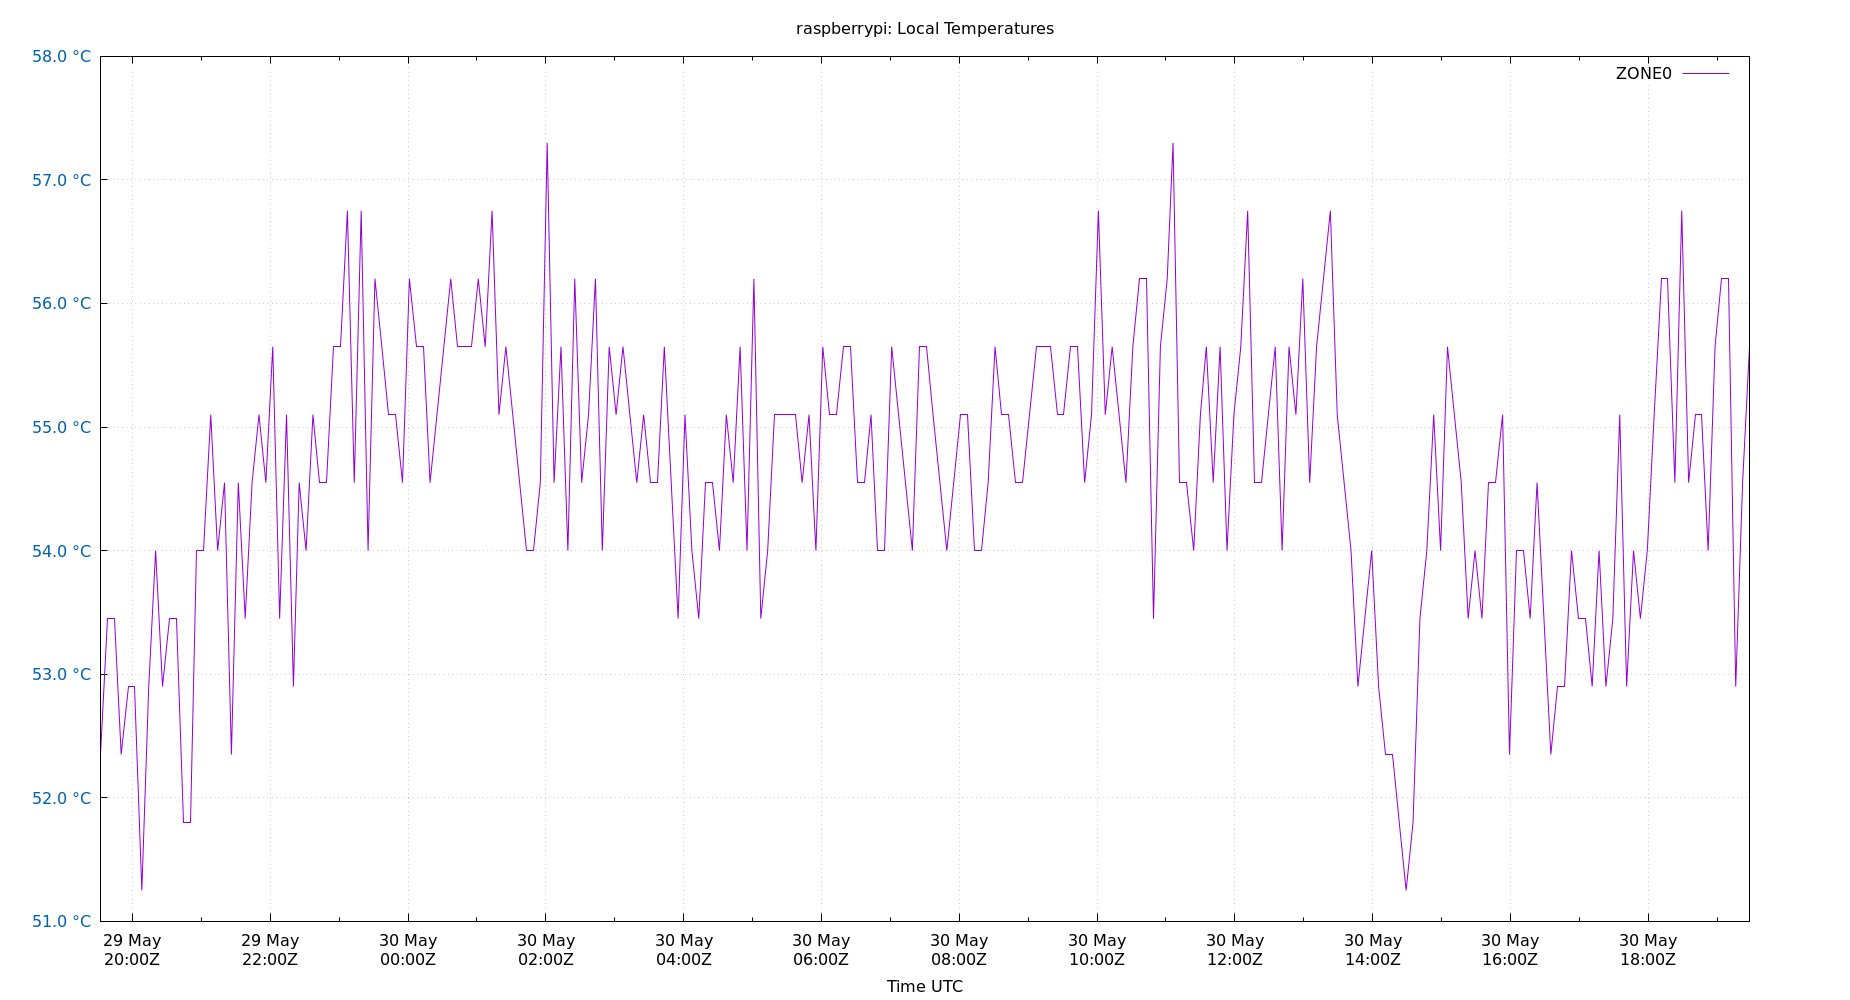 raspberrypi: Local Temperatures
58.0 °C
ZONE0
57.0 °C
56.0 °C
55.0 °C
54.0 °C
53.0 °C
52.0 °C
51.0 °C
29 May 29 May 30 May 30 May 30 May 30 May 30 May 30 May 30 May 30 May 30 May 30 May
20:00Z 22:00Z 00:00Z 02:00Z 04:00Z 06:00Z 08:00Z 10:00Z 12:00Z 14:00Z 16:00Z 18:00Z
Time UTC